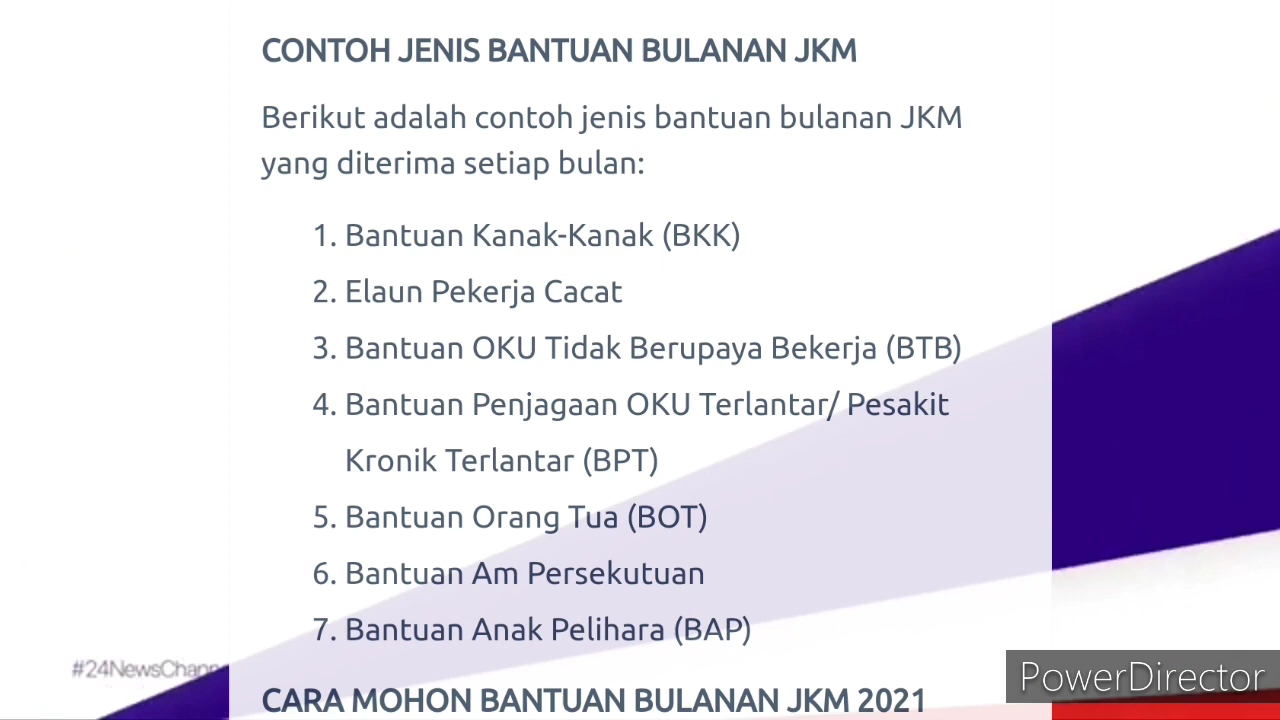 CONTOH JENIS BANTUAN BULANAN JKM
Berikut adalah contoh jenis bantuan bulanan JKM
yang diterima setiap bulan:
1. Bantuan Kanak-Kanak (BKK)
2. Elaun Pekerja Cacat
3. Bantuan OKU Tidak Berupaya Bekerja (BTB)
4. Bantuan Penjagaan OKU Terlantar/ Pesakit
Kronik Terlantar (BPT)
5. Bantuan Orang Tua (BOT)
6. Bantuan Am Persekutuan
7. Bantuan Anak Pelihara (BAP)
#24NewsChann
CARA MOHON BANTUAN BULANAN JKM 2021
PowerDirector